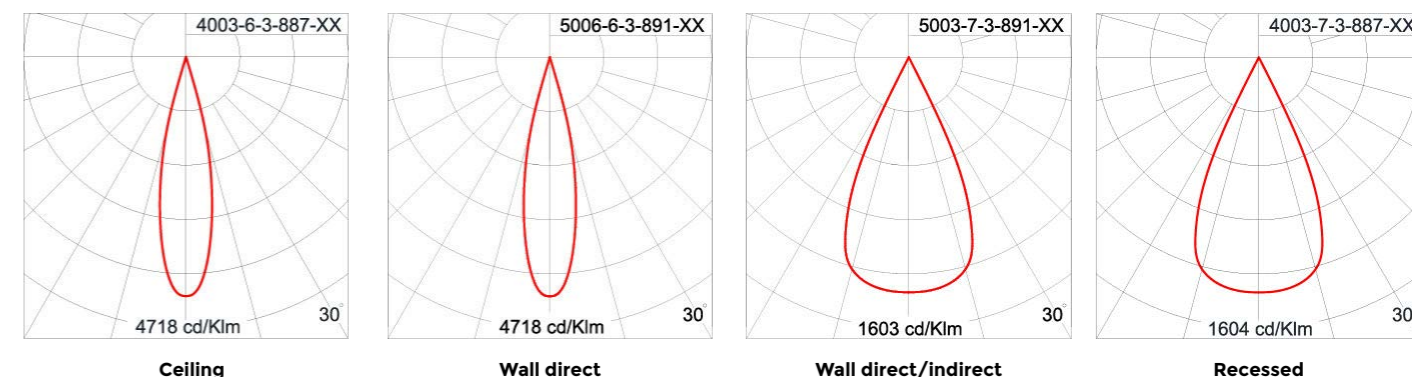 4003-6-3-887-XX
30°
4718 cd/Klm
Ceiling
5006-6-3-891-XX
30°
4718 cd/Klm
Wall direct
5003-7-3-891-XX
30°
1603 cd/Klm
Wall direct/indirect
4003-7-3-887-XX
30
1604 cd/Klm
Recessed